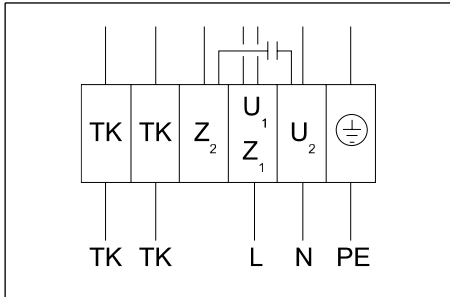 TK TK Z₂ U₁ Z₁ U₂
TK TK L N PE